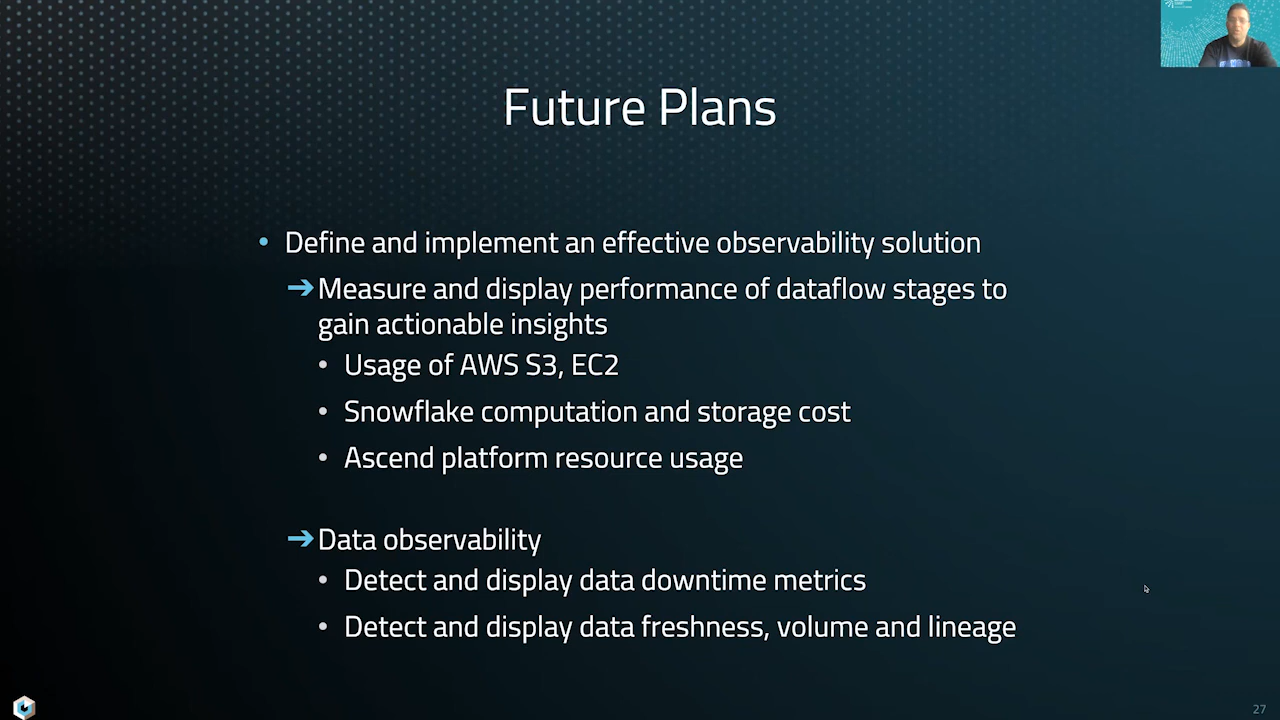 Future Plans
• Define and implement an effective observability solution
➔ Measure and display performance of dataflow stages to
gain actionable insights
• Usage of AWS S3, EC2
• Snowflake computation and storage cost
• Ascend platform resource usage
➔ Data observability
• Detect and display data downtime metrics
• Detect and display data freshness, volume and lineage
27